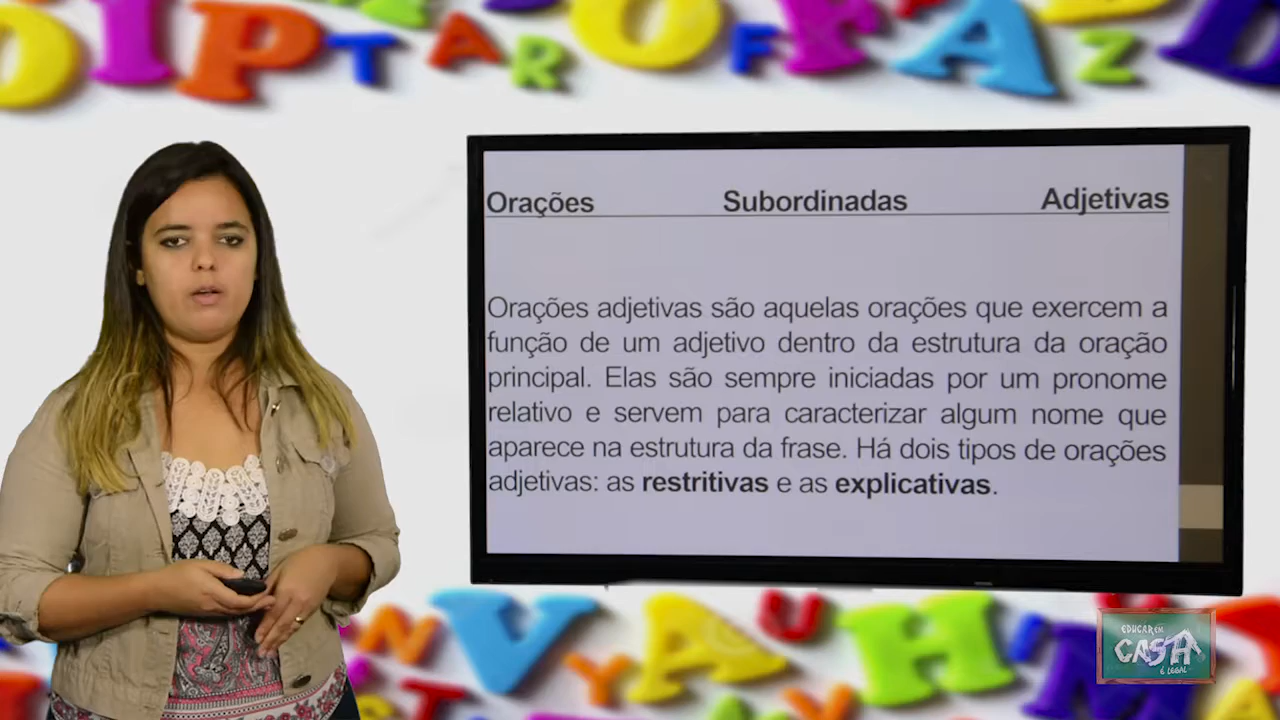 Orações Subordinadas Adjetivas
Orações adjetivas são aquelas orações que exercem a
função de um adjetivo dentro da estrutura da oração
principal. Elas são sempre iniciadas por um pronome
relativo e servem para caracterizar algum nome que
aparece na estrutura da frase. Há dois tipos de orações
adjetivas: as restritivas e as explicativas.
EDUCAR EM
CASA
É LEGAL